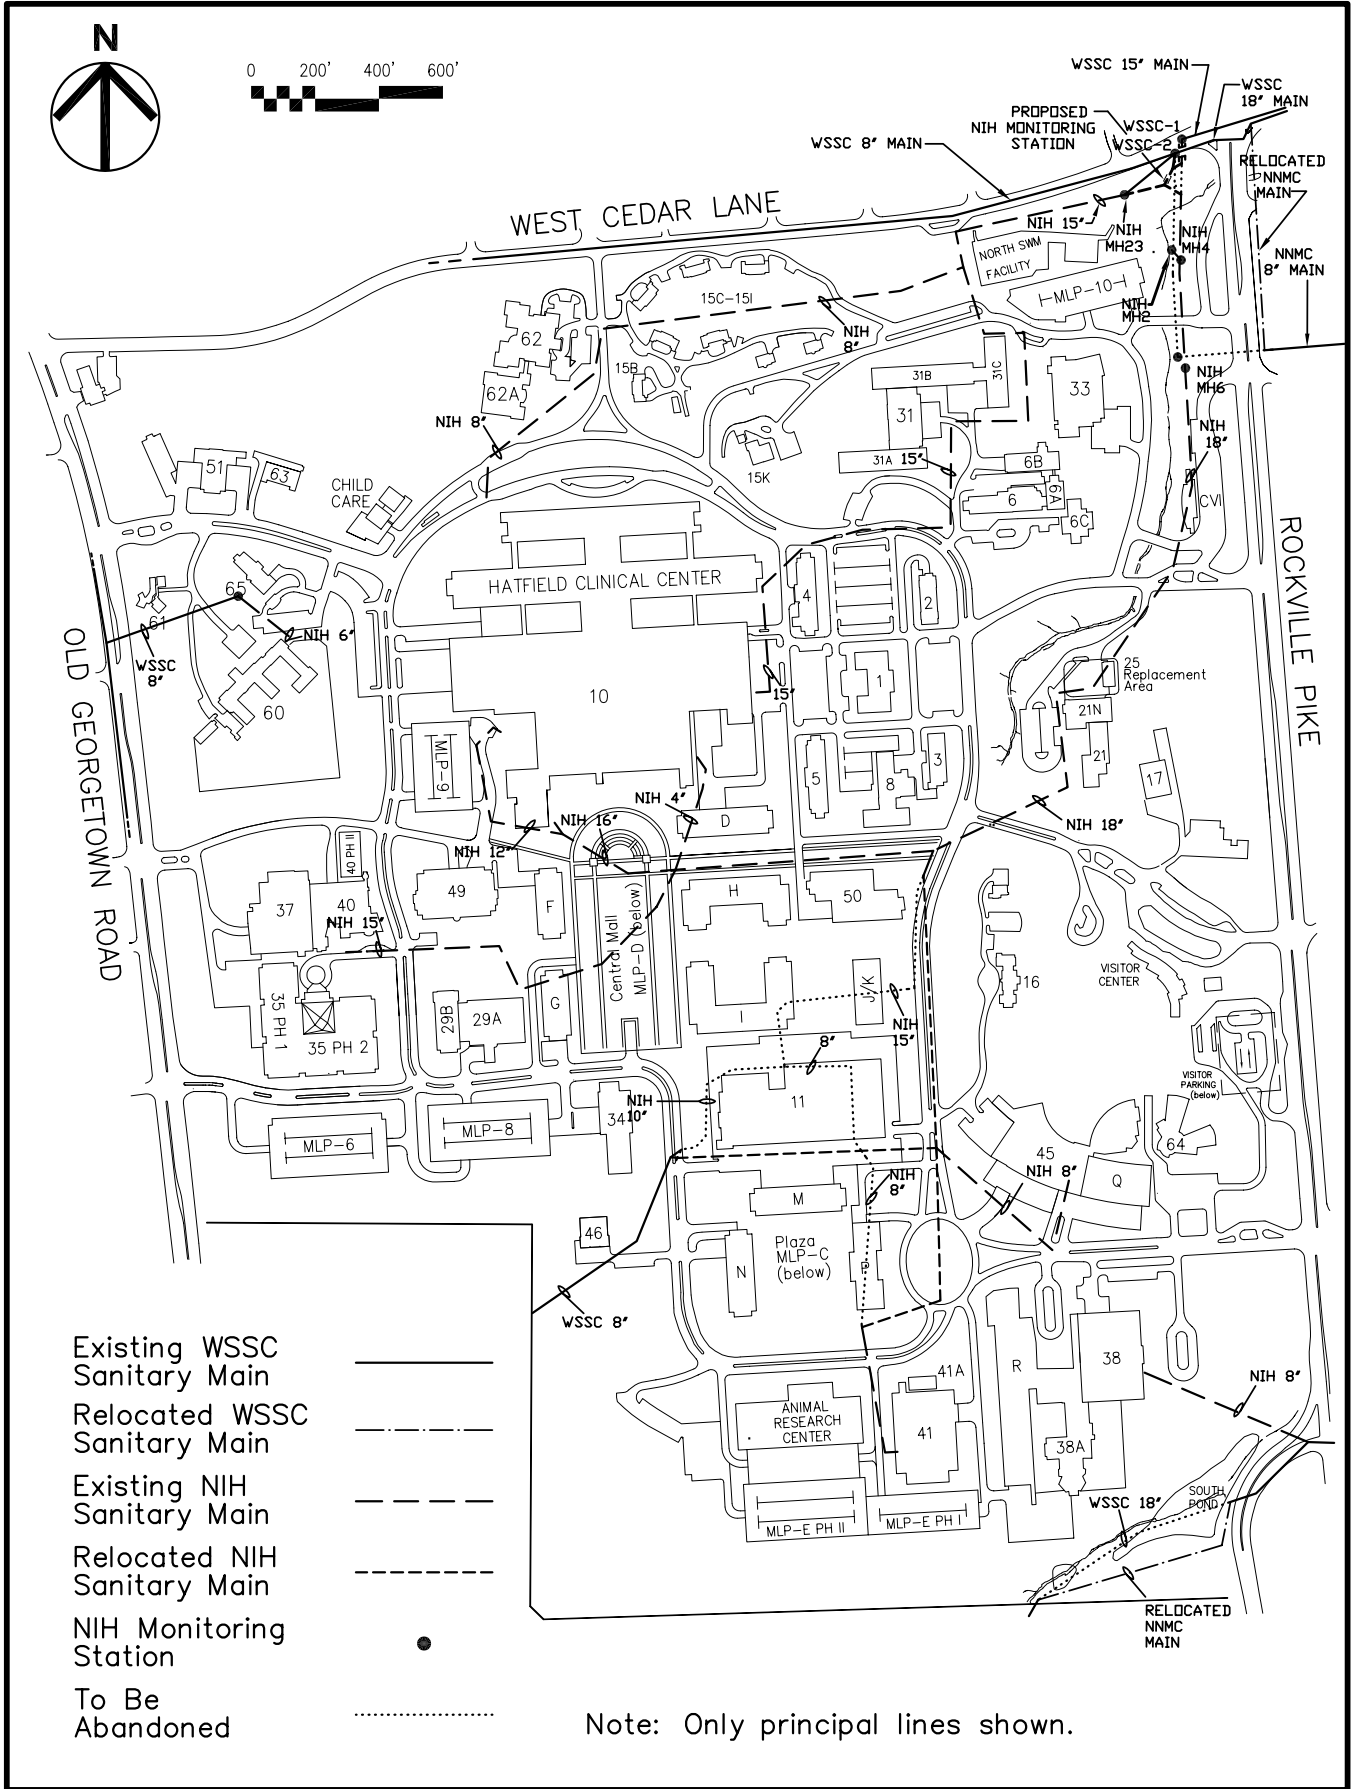 N
0 200' 400' 600'
WSSC 15" MAIN
WSSC
18" MAIN
PROPOSED
NIH MONITORING
STATION
WSSC-1
WSSC-2
WSSC 8" MAIN
RELOCATED
NNMC
MAIN
WEST CEDAR LANE
NIH 15"
NIH
MH23
NIH
MH4
NORTH SWM
FACILITY
NNMC
8" MAIN
MLP-10
NIH
MH2
15C-15I
NIH
8"
62
15B
62A
31B
31C
33
NIH
MH6
NIH 8"
31
NIH
18"
51
63
CHILD
CARE
15K
31A
15"
6B
6
6A
6C
CVI
ROCKVILLE PIKE
HATFIELD CLINICAL CENTER
65
61
4
2
NIH 6"
OLD GEORGETOWN ROAD
WSSC
8"
60
10
15"
1
25
Replacement
Area
21N
21
MLP-9
5
8
3
17
NIH 4"
NIH 16"
D
NIH 18"
NIH 12"
40 PH II
37
40
49
F
H
50
NIH 15"
Central Mall
MLP-D (below)
J/K
VISITOR
CENTER
16
35 PH 1
35 PH 2
29B
29A
G
I
NIH
15"
8"
VISITOR
PARKING
(below)
NIH
10"
11
34
MLP-6
MLP-8
45
64
NIH 8"
Q
NIH
8"
M
46
Plaza
MLP-C
(below)
N
P
WSSC 8"
Existing WSSC
Sanitary Main
Relocated WSSC
Sanitary Main
Existing NIH
Sanitary Main
Relocated NIH
Sanitary Main
NIH Monitoring
Station
To Be
Abandoned
41A
R
38
NIH 8"
ANIMAL
RESEARCH
CENTER
41
38A
SOUTH
POND
WSSC 18"
MLP-E PH II
MLP-E PH I
RELOCATED
NNMC
MAIN
Note: Only principal lines shown.